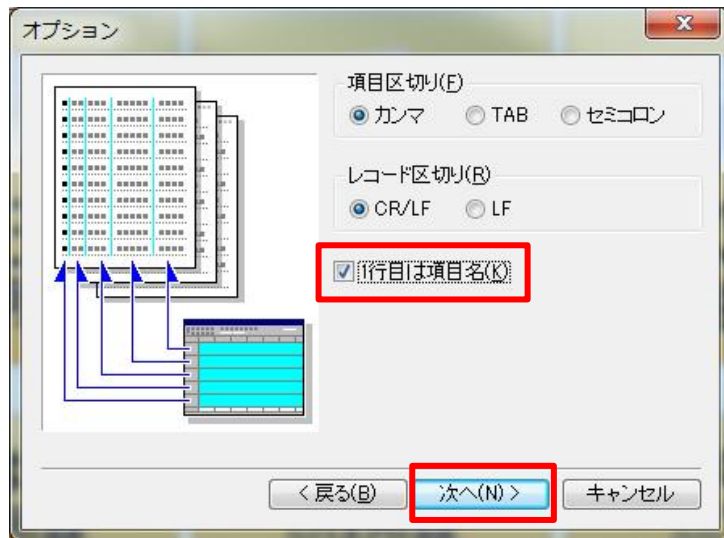 オプション
項目区切り(F)
カンマ TAB セミコロン
レコード区切り(R)
CR/LF LF
1行目は項目名(K)
< 戻る(B) 次へ(N) > キャンセル